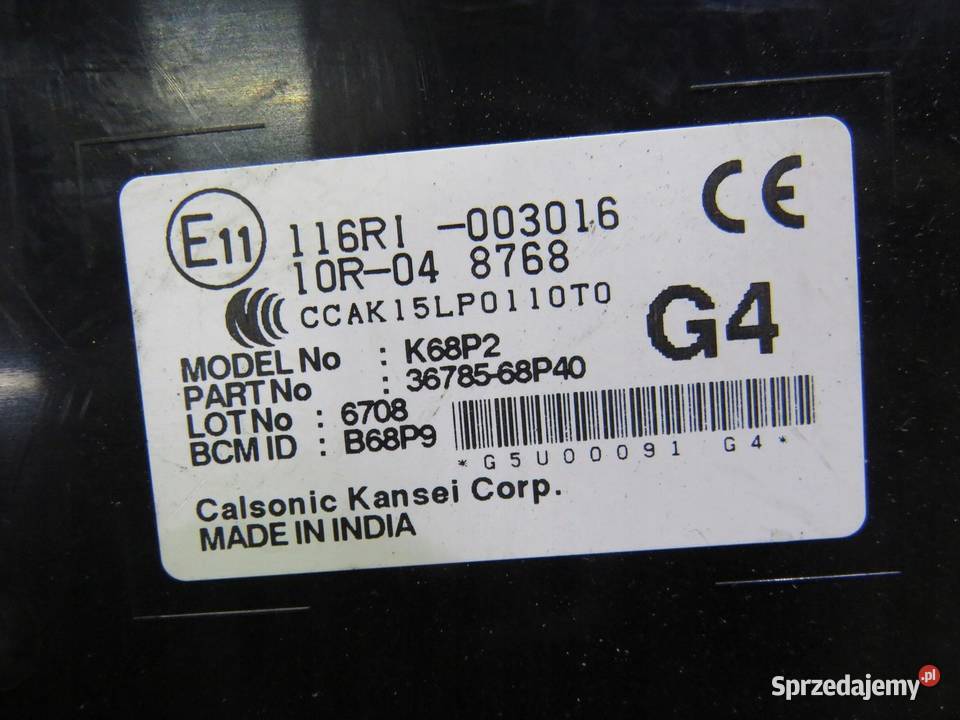 E11 116RI -003016 CE
10R-04 8768
CCAK15LP0110T0
G4
MODEL No : K68P2
PART No : 36785-68P40
LOT No : 6708
BCM ID : B68P9
*G5U00091 G4*
Calsonic Kansei Corp.
MADE IN INDIA
Sprzedajemy.pl